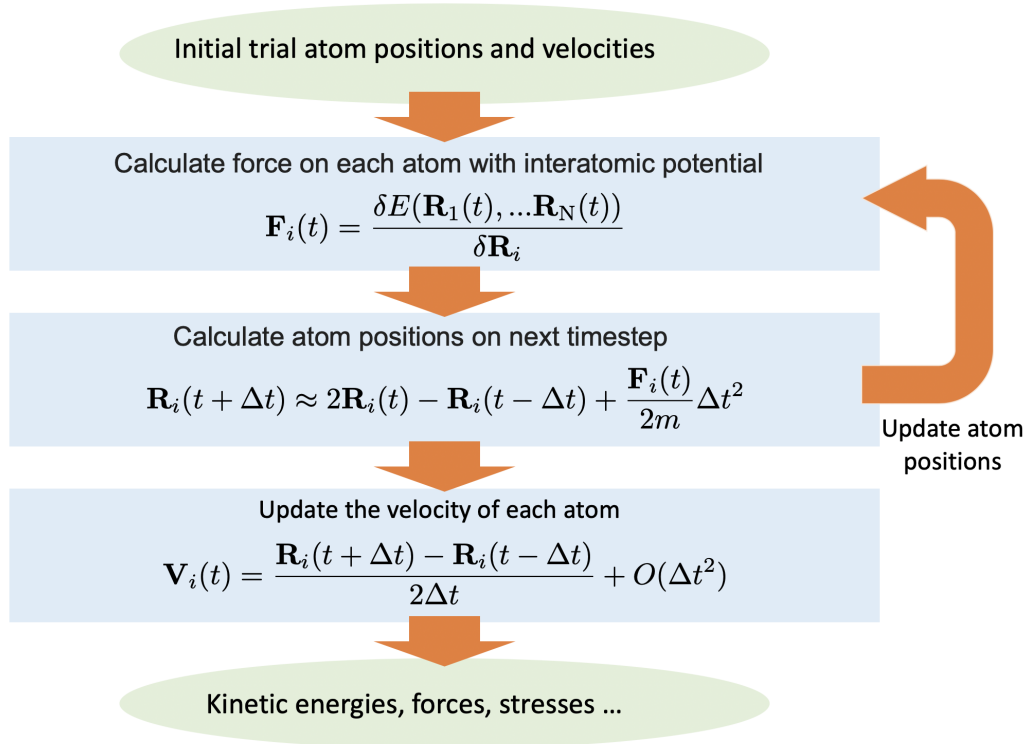 Initial trial atom positions and velocities
Calculate force on each atom with interatomic potential
𝐅ᵢ(t) = δE(𝐑₁(t), ...𝐑_N(t)) / δ𝐑ᵢ
Calculate atom positions on next timestep
𝐑ᵢ(t + Δt) ≈ 2𝐑ᵢ(t) − 𝐑ᵢ(t − Δt) + 𝐅ᵢ(t) / 2m Δt²
Update atom
positions
Update the velocity of each atom
𝐕ᵢ(t) = 𝐑ᵢ(t + Δt) − 𝐑ᵢ(t − Δt) / 2Δt + O(Δt²)
Kinetic energies, forces, stresses ...